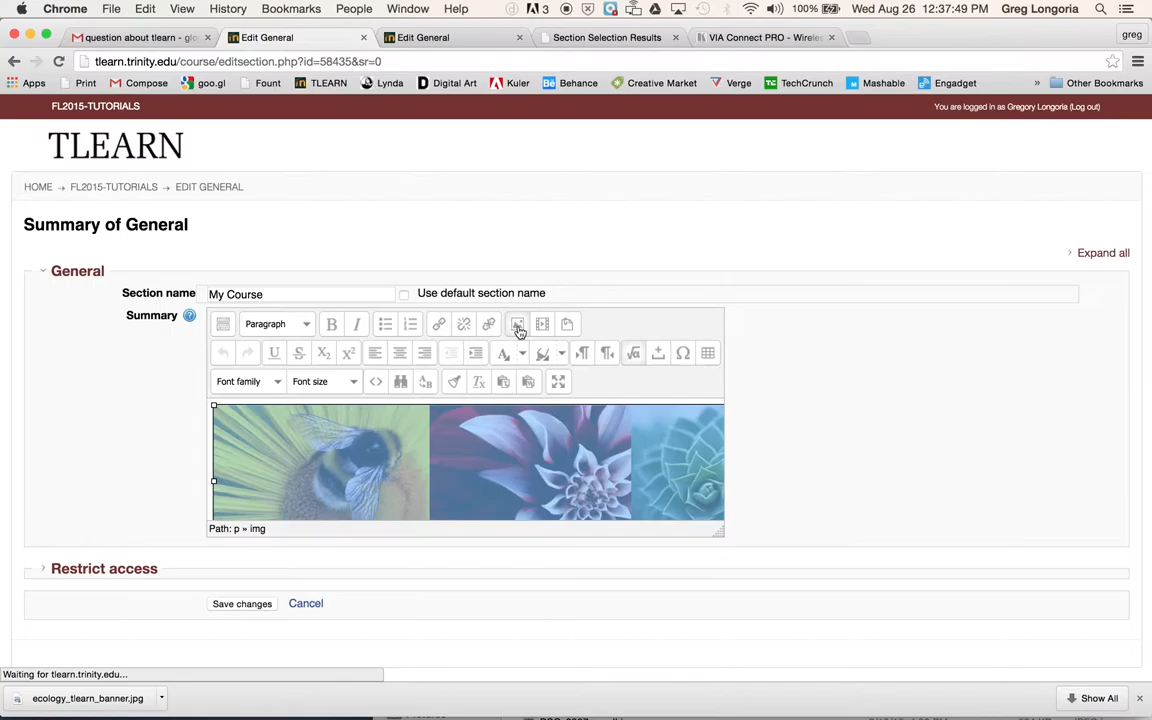 Chrome File Edit View History Bookmarks People Window Help 3 100% Wed Aug 26 12:37:49 PM Greg Longoria
question about tlearn - glo Edit General Edit General Section Selection Results VIA Connect PRO - Wireles greg
tlearn.trinity.edu/course/editsection.php?id=58435&sr=0
Apps Print Compose goo.gl Fount TLEARN Lynda Digital Art Kuler Behance Creative Market Verge TechCrunch Mashable Engadget » Other Bookmarks
FL2015-TUTORIALS You are logged in as Gregory Longoria (Log out)
TLEARN
HOME → FL2015-TUTORIALS → EDIT GENERAL
Summary of General
Expand all
General
Section name My Course Use default section name
Summary Paragraph B I
U S X₂ X² A √α Ω
Font family Font size <> A B Tx T W
Path: p » img
Restrict access
Save changes Cancel
Waiting for tlearn.trinity.edu...
ecology_tlearn_banner.jpg Show All